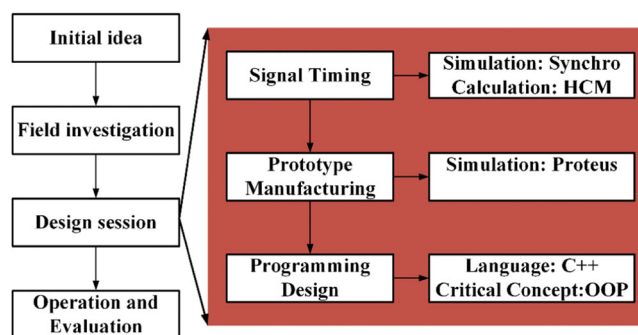 Initial idea
Field investigation
Design session
Operation and
Evaluation
Signal Timing
Simulation: Synchro
Calculation: HCM
Prototype
Manufacturing
Simulation: Proteus
Programming
Design
Language: C++
Critical Concept:OOP